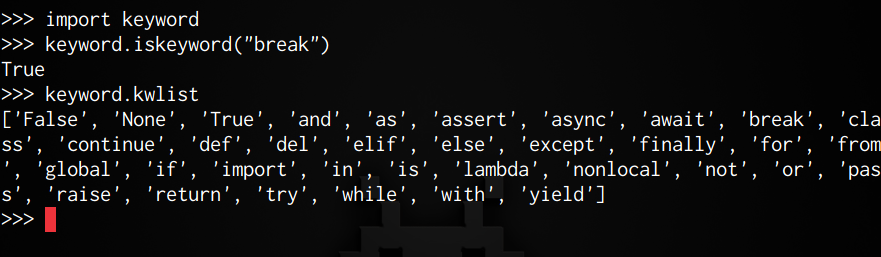 >>> import keyword
>>> keyword.iskeyword("break")
True
>>> keyword.kwlist
['False', 'None', 'True', 'and', 'as', 'assert', 'async', 'await', 'break', 'cla
ss', 'continue', 'def', 'del', 'elif', 'else', 'except', 'finally', 'for', 'from
', 'global', 'if', 'import', 'in', 'is', 'lambda', 'nonlocal', 'not', 'or', 'pas
s', 'raise', 'return', 'try', 'while', 'with', 'yield']
>>>